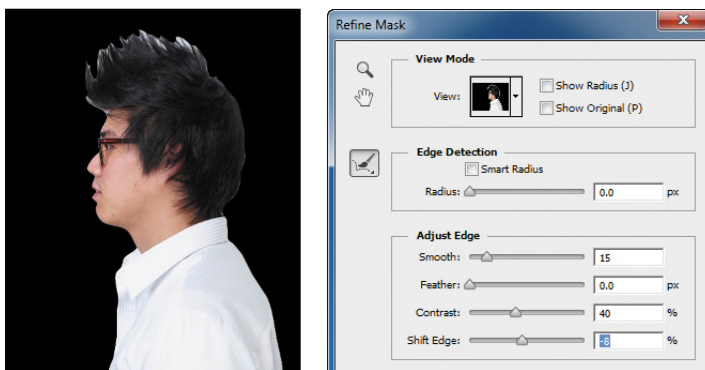 Refine Mask
View Mode
View:
Show Radius (J)
Show Original (P)
Edge Detection
Smart Radius
Radius: 0.0 px
Adjust Edge
Smooth: 15
Feather: 0.0 px
Contrast: 40 %
Shift Edge: -8 %